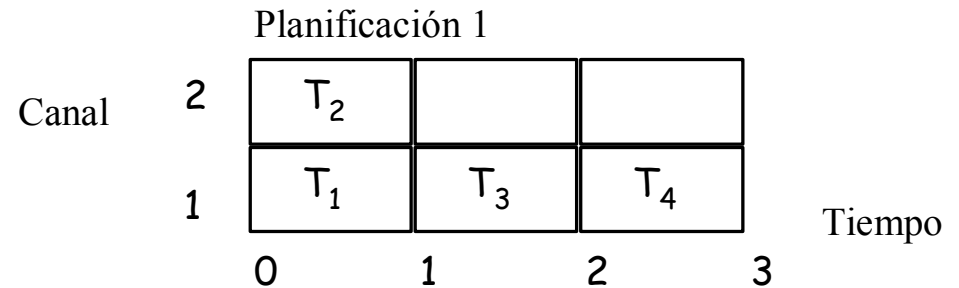 Planificación 1
Canal 2 T₂
1 T₁ T₃ T₄
Tiempo
0 1 2 3